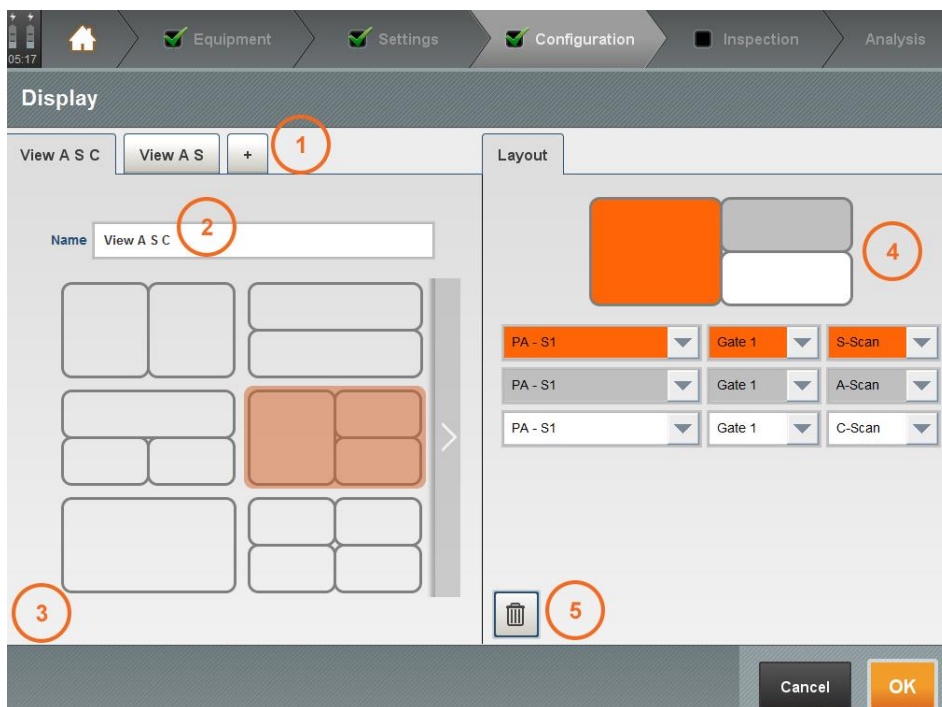 05:17
Equipment
Settings
Configuration
Inspection
Analysis
Display
View A S C
View A S
+
1
Layout
Name
View A S C
2
4
PA - S1
Gate 1
S-Scan
PA - S1
Gate 1
A-Scan
PA - S1
Gate 1
C-Scan
3
5
Cancel
OK